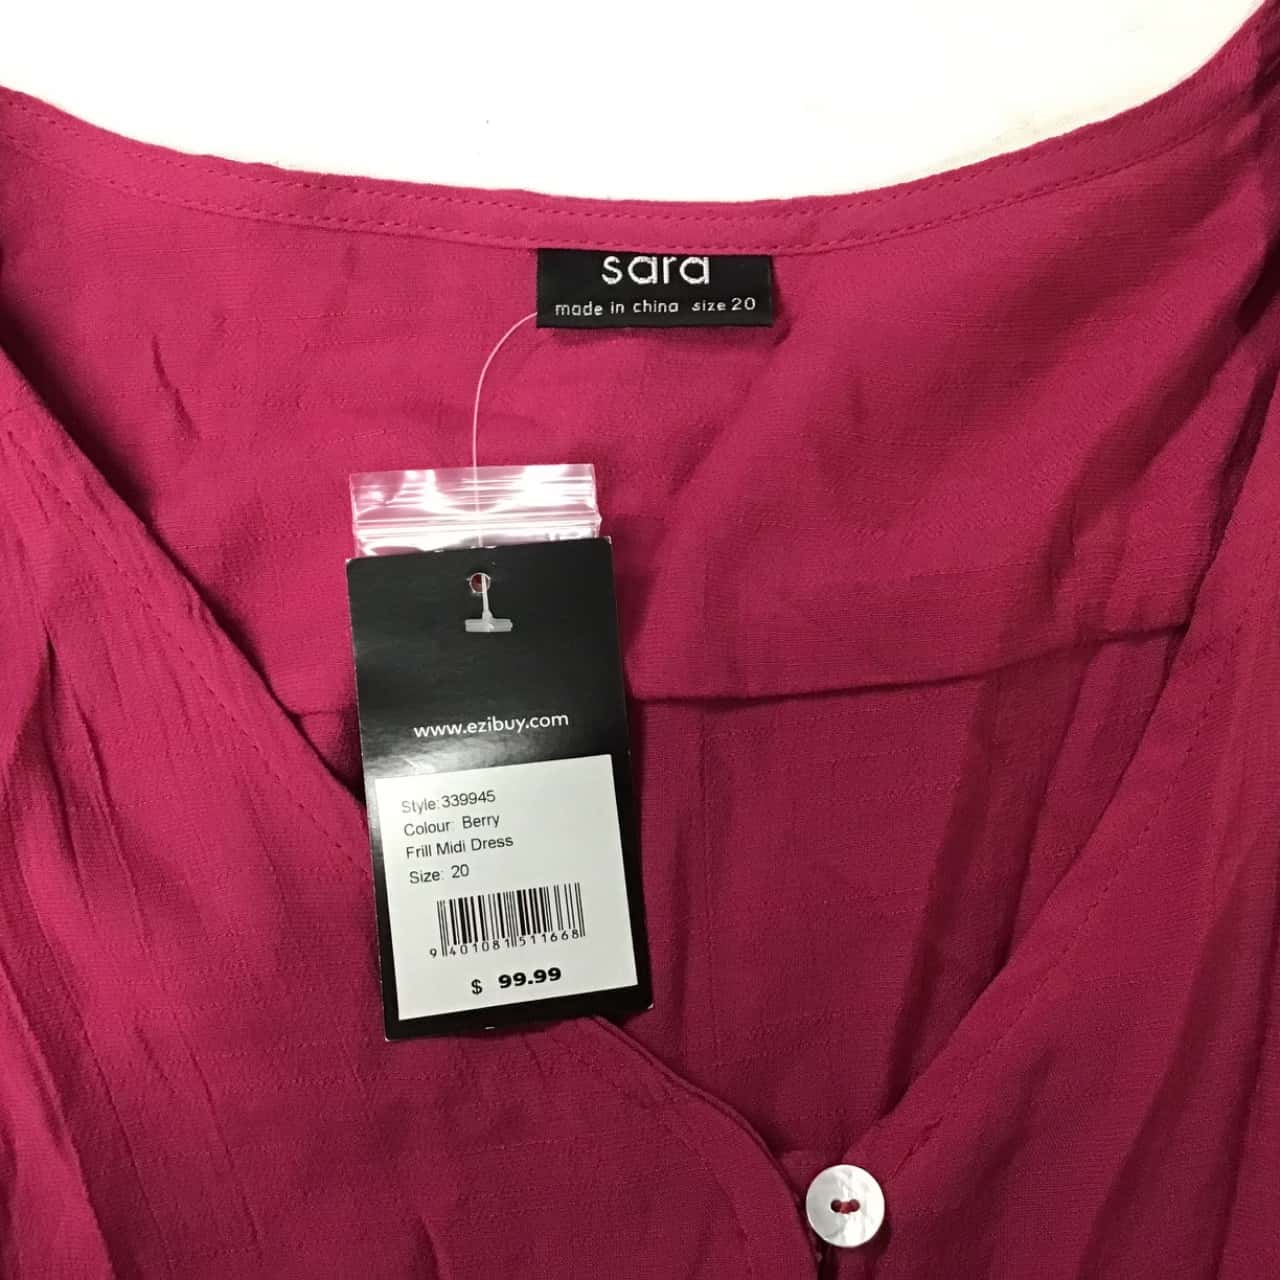 sara
made in china size 20
www.ezibuy.com
Style:339945
Colour: Berry
Frill Midi Dress
Size: 20
9 401081 511668
$ 99.99